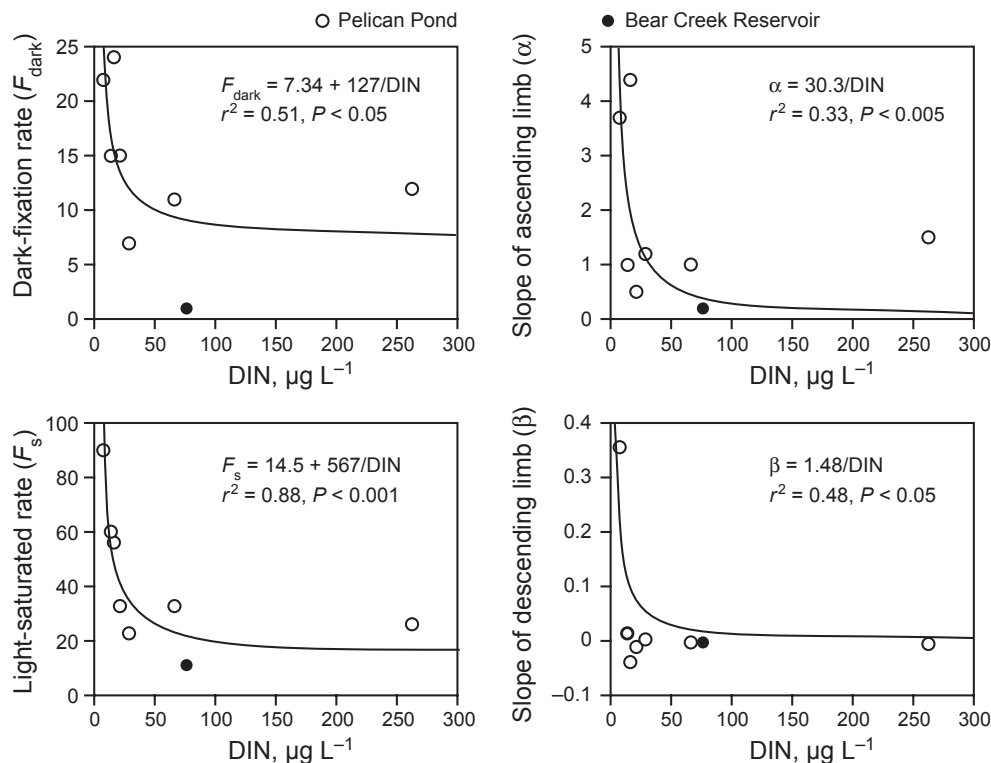 Pelican Pond
Bear Creek Reservoir
Dark-fixation rate (F_dark)
25
20
15
10
5
0
F_dark = 7.34 + 127/DIN
r² = 0.51, P < 0.05
0 50 100 150 200 250 300
DIN, µg L⁻¹
Slope of ascending limb (α)
5
4
3
2
1
0
α = 30.3/DIN
r² = 0.33, P < 0.005
0 50 100 150 200 250 300
DIN, µg L⁻¹
Light-saturated rate (F_s)
100
80
60
40
20
0
F_s = 14.5 + 567/DIN
r² = 0.88, P < 0.001
0 50 100 150 200 250 300
DIN, µg L⁻¹
Slope of descending limb (β)
0.4
0.3
0.2
0.1
0
–0.1
β = 1.48/DIN
r² = 0.48, P < 0.05
0 50 100 150 200 250 300
DIN, µg L⁻¹